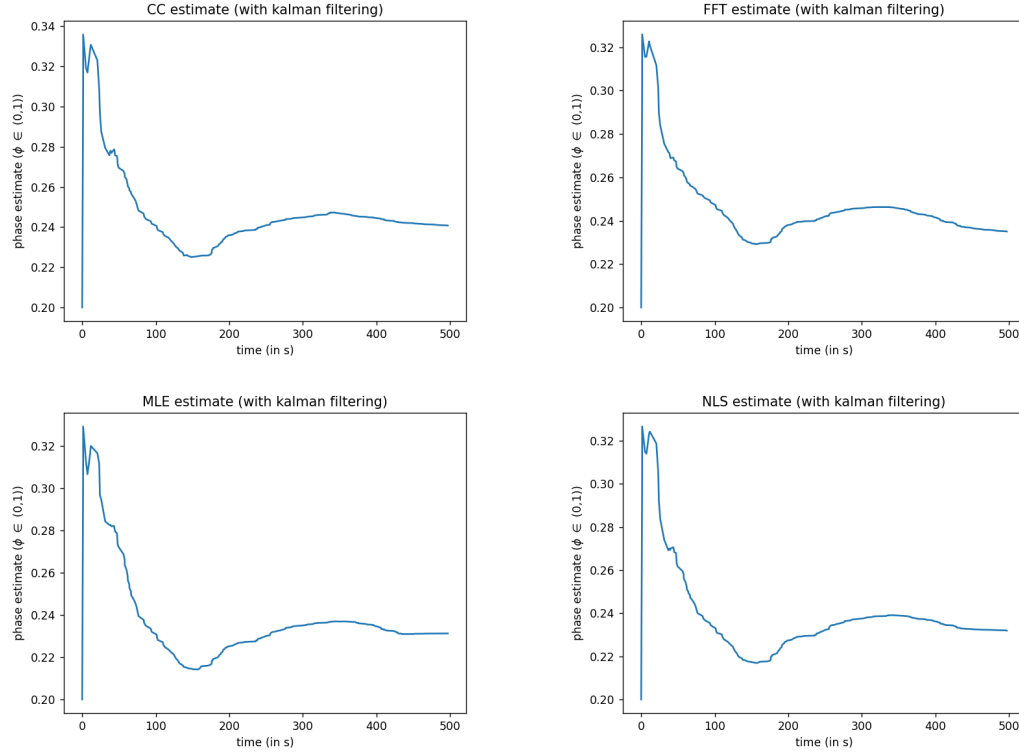 CC estimate (with kalman filtering)
phase estimate (ϕ ∈ (0,1))
0.34
0.32
0.30
0.28
0.26
0.24
0.22
0.20
0 100 200 300 400 500
time (in s)
FFT estimate (with kalman filtering)
phase estimate (ϕ ∈ (0,1))
0.32
0.30
0.28
0.26
0.24
0.22
0.20
0 100 200 300 400 500
time (in s)
MLE estimate (with kalman filtering)
phase estimate (ϕ ∈ (0,1))
0.32
0.30
0.28
0.26
0.24
0.22
0.20
0 100 200 300 400 500
time (in s)
NLS estimate (with kalman filtering)
phase estimate (ϕ ∈ (0,1))
0.32
0.30
0.28
0.26
0.24
0.22
0.20
0 100 200 300 400 500
time (in s)